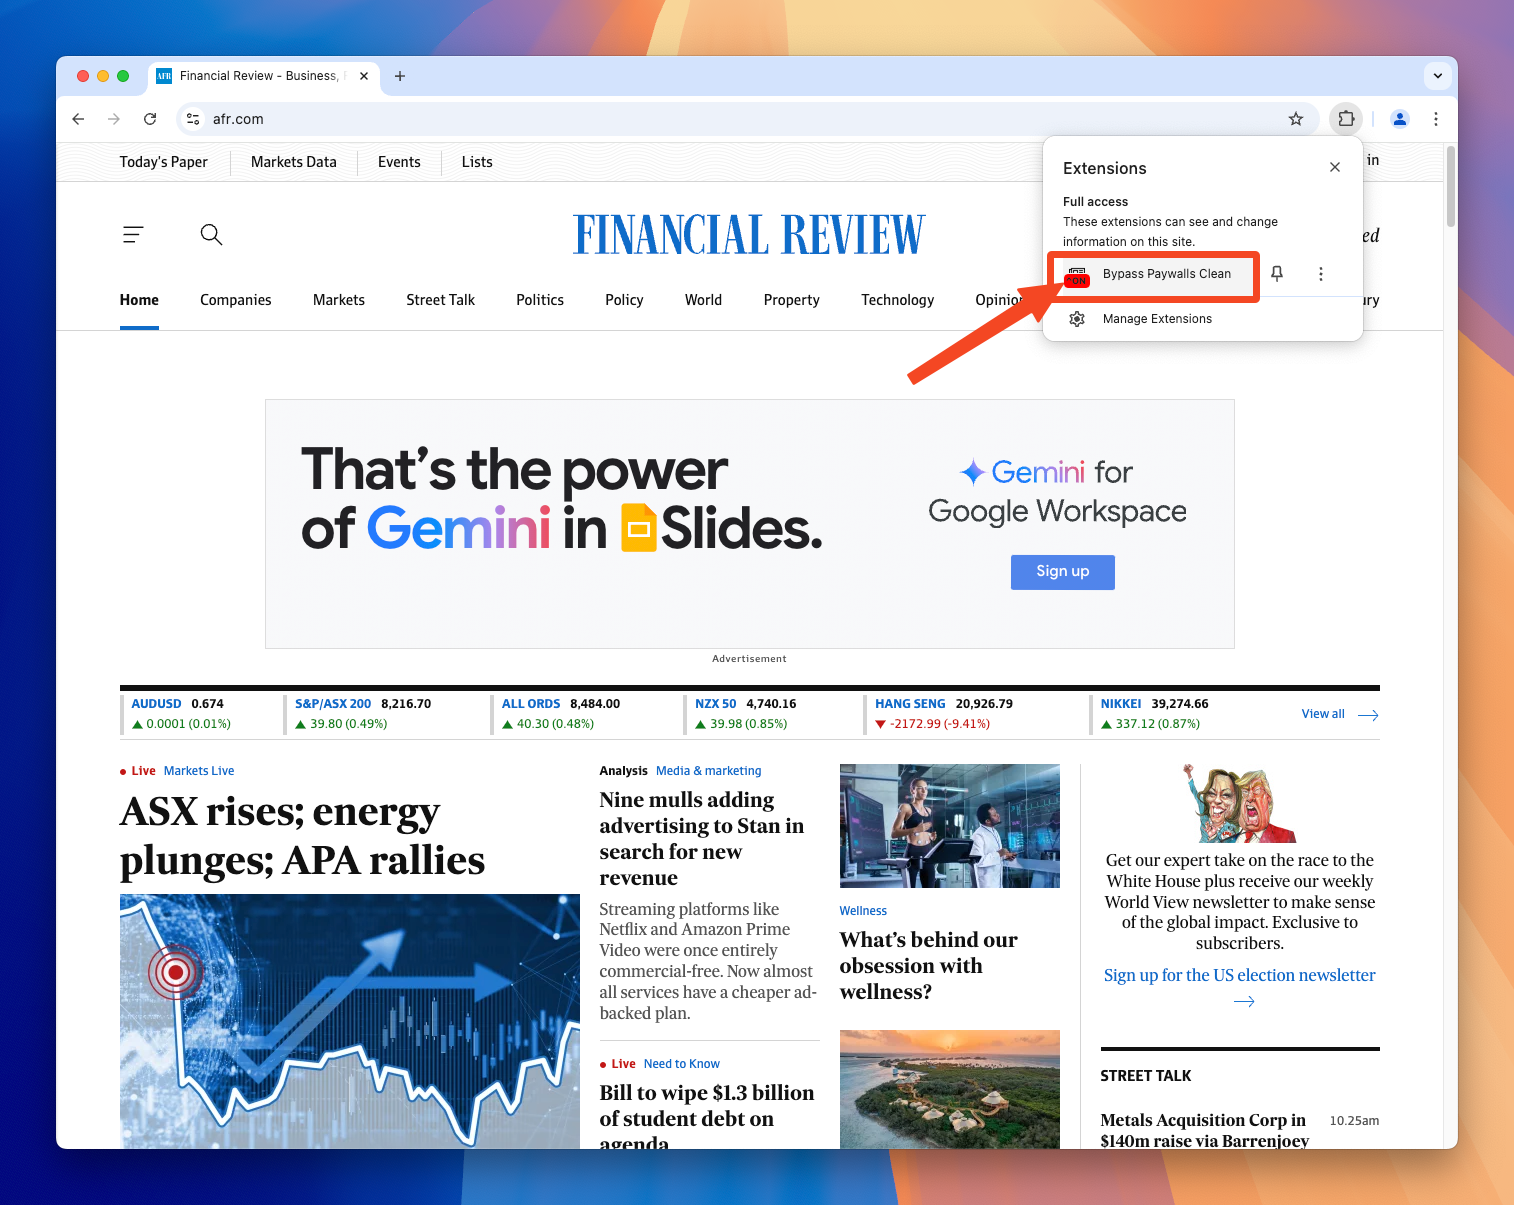 AFR Financial Review - Business,
afr.com
Today's Paper
Markets Data
Events
Lists
in
Extensions
Full access
These extensions can see and change
information on this site.
ON
Bypass Paywalls Clean
Manage Extensions
FINANCIAL REVIEW
ed
Home
Companies
Markets
Street Talk
Politics
Policy
World
Property
Technology
Opinion
ury
That's the power
of Gemini in Slides.
Gemini for
Google Workspace
Sign up
Advertisement
AUDUSD 0.674
0.0001 (0.01%)
S&P/ASX 200 8,216.70
39.80 (0.49%)
ALL ORDS 8,484.00
40.30 (0.48%)
NZX 50 4,740.16
39.98 (0.85%)
HANG SENG 20,926.79
-2172.99 (-9.41%)
NIKKEI 39,274.66
337.12 (0.87%)
View all
Live Markets Live
ASX rises; energy
plunges; APA rallies
Analysis Media & marketing
Nine mulls adding
advertising to Stan in
search for new
revenue
Streaming platforms like
Netflix and Amazon Prime
Video were once entirely
commercial-free. Now almost
all services have a cheaper ad-
backed plan.
Live Need to Know
Bill to wipe $1.3 billion
of student debt on
agenda
Wellness
What's behind our
obsession with
wellness?
Get our expert take on the race to the
White House plus receive our weekly
World View newsletter to make sense
of the global impact. Exclusive to
subscribers.
Sign up for the US election newsletter
STREET TALK
Metals Acquisition Corp in
$140m raise via Barrenjoey
10.25am